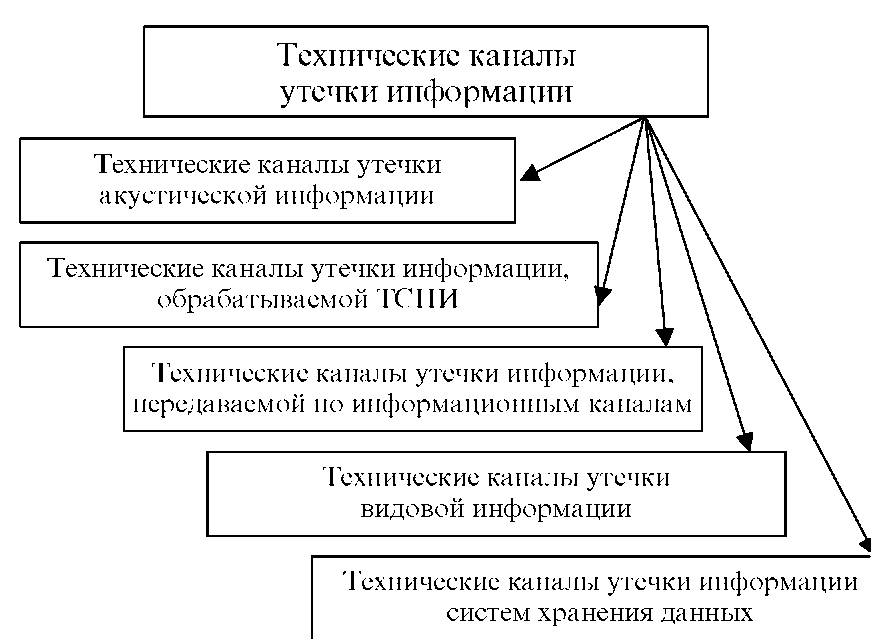 Технические каналы
утечки информации
Технические каналы утечки
акустической информации
Технические каналы утечки информации,
обрабатываемой ТСПИ
Технические каналы утечки информации,
передаваемой по информационным каналам
Технические каналы утечки
видовой информации
Технические каналы утечки информации
систем хранения данных